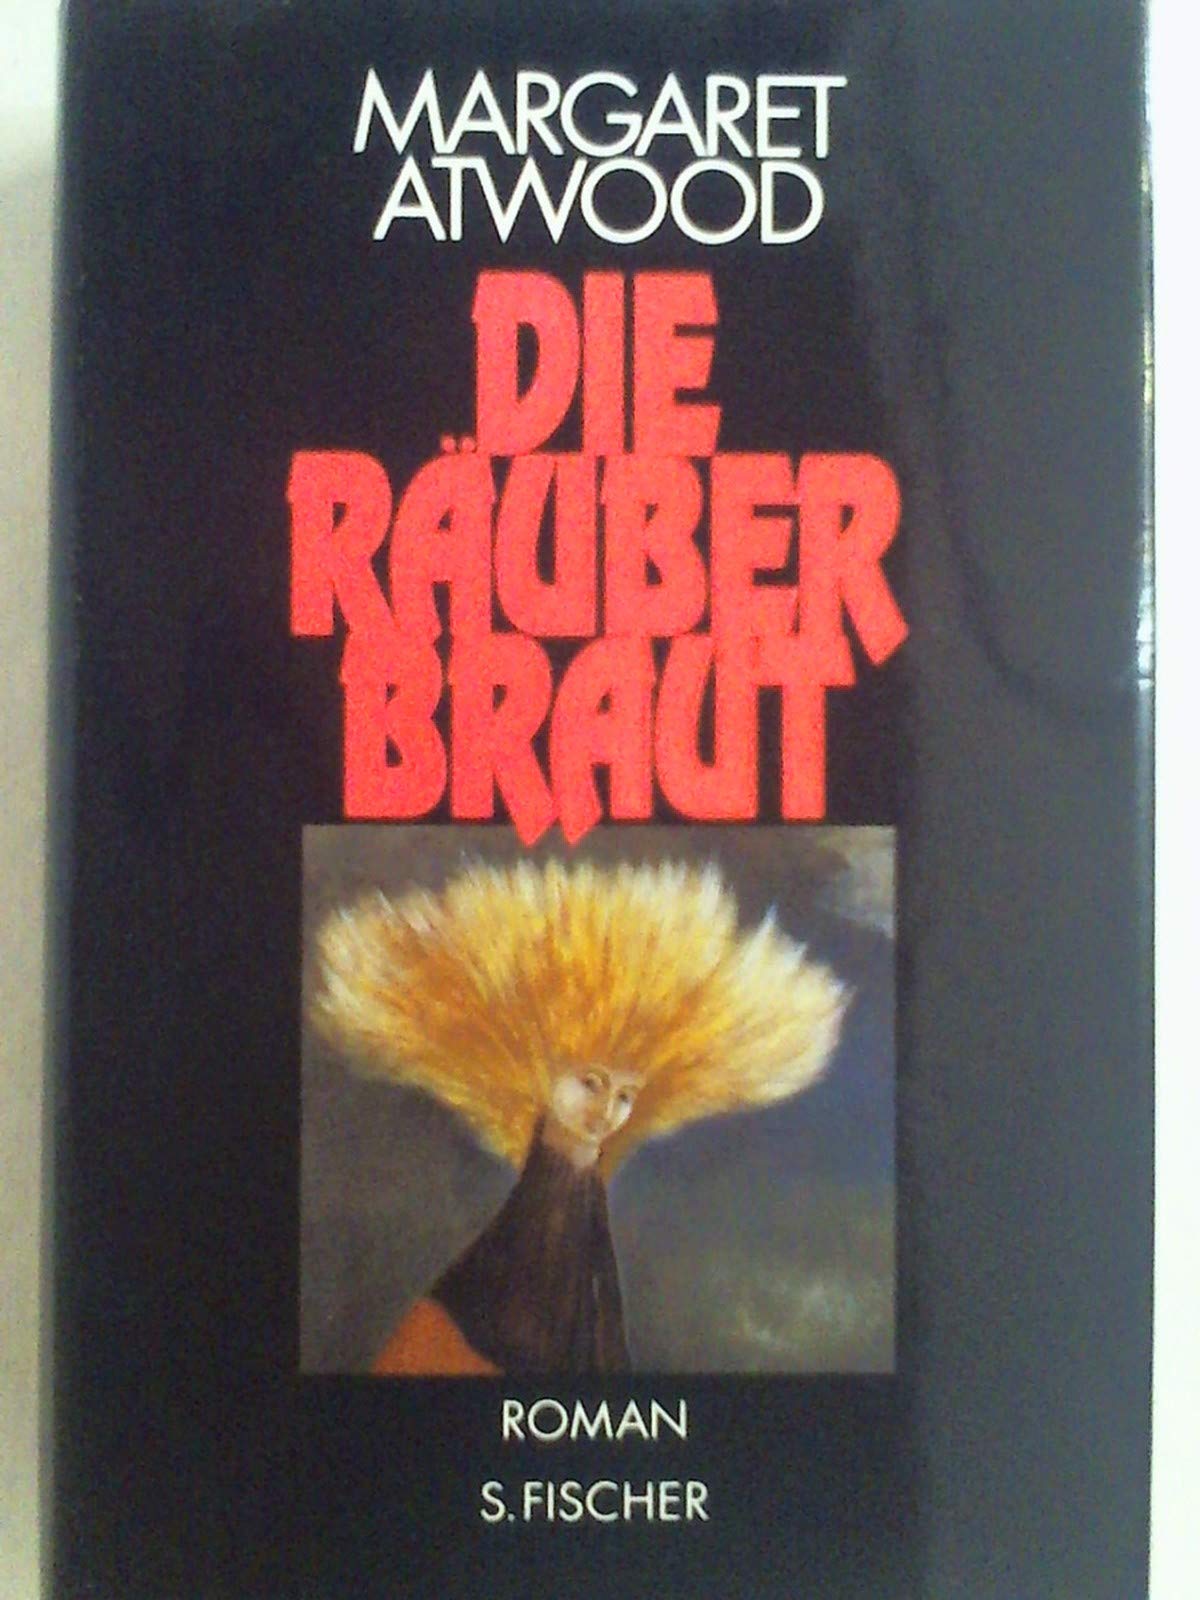 MARGARET
ATWOOD
DIE
RÄUBER
BRAUT
ROMAN
S. FISCHER